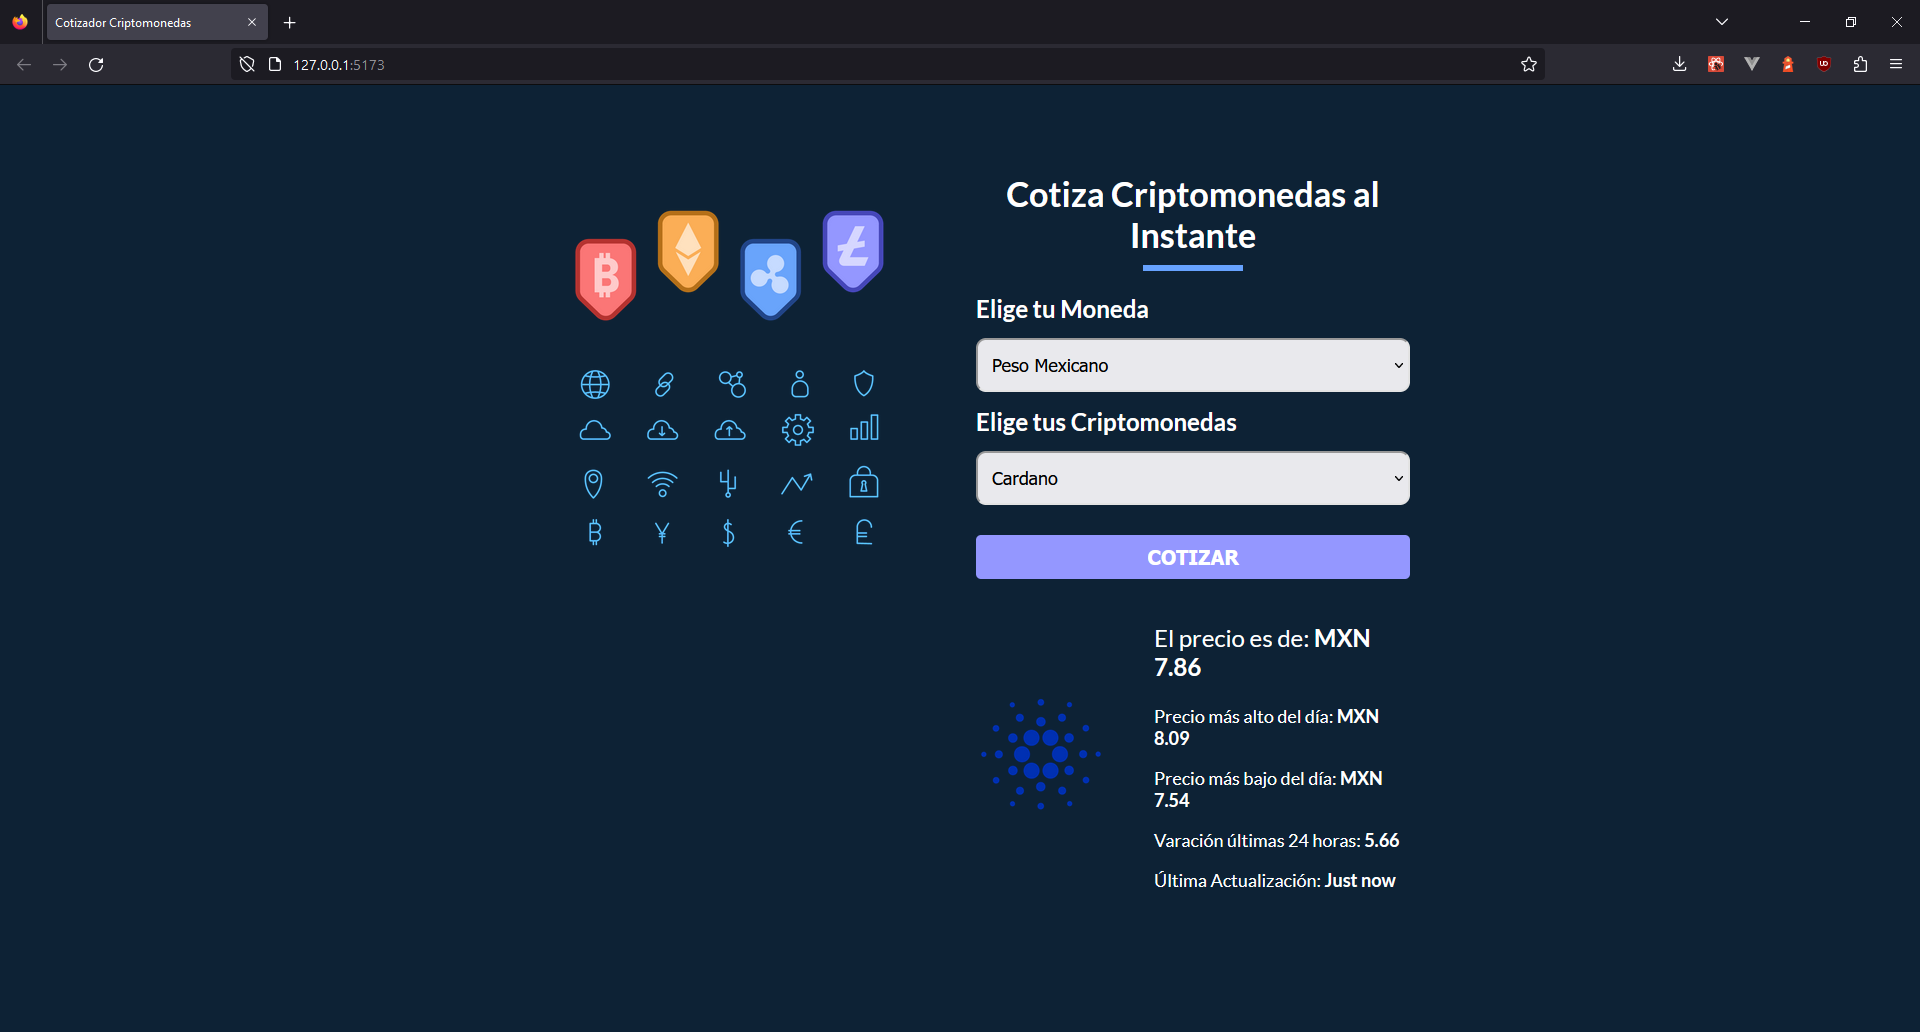 Cotizador Criptomonedas
127.0.0.1:5173
Cotiza Criptomonedas al
Instante
Elige tu Moneda
Peso Mexicano
Elige tus Criptomonedas
Cardano
COTIZAR
El precio es de: MXN
7.86
Precio más alto del día: MXN
8.09
Precio más bajo del día: MXN
7.54
Varación últimas 24 horas: 5.66
Última Actualización: Just now